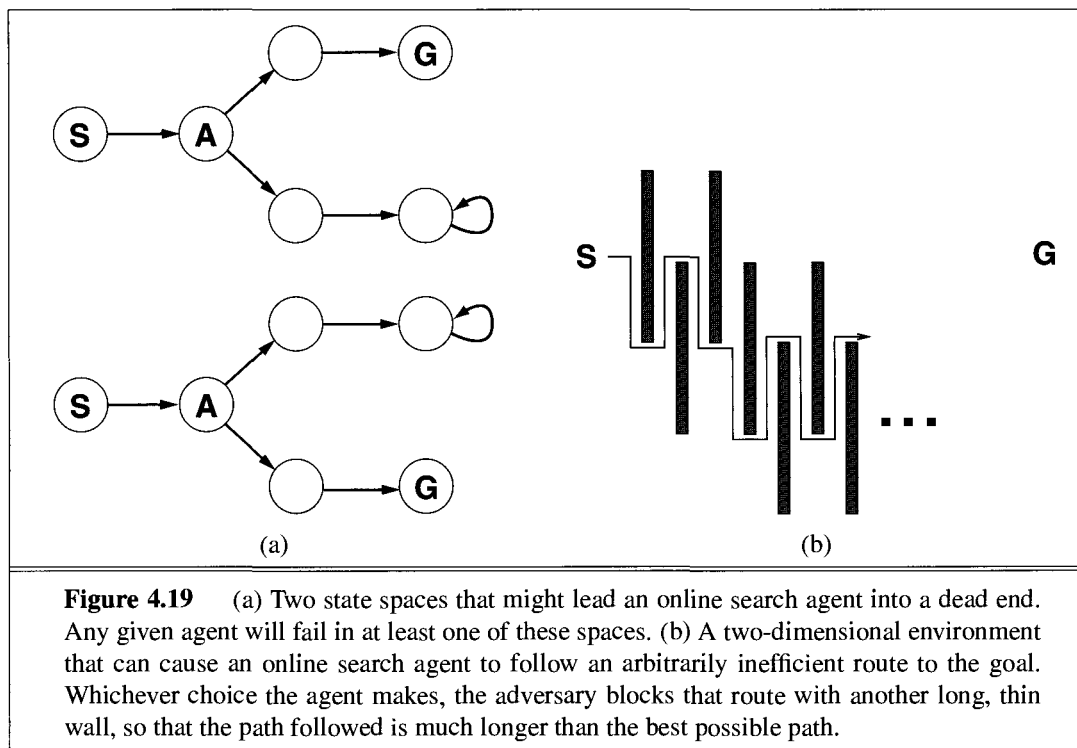 G
S
A
S
G
S
A
G
(a)
(b)
Figure 4.19 (a) Two state spaces that might lead an online search agent into a dead end.
Any given agent will fail in at least one of these spaces. (b) A two-dimensional environment
that can cause an online search agent to follow an arbitrarily inefficient route to the goal.
Whichever choice the agent makes, the adversary blocks that route with another long, thin
wall, so that the path followed is much longer than the best possible path.